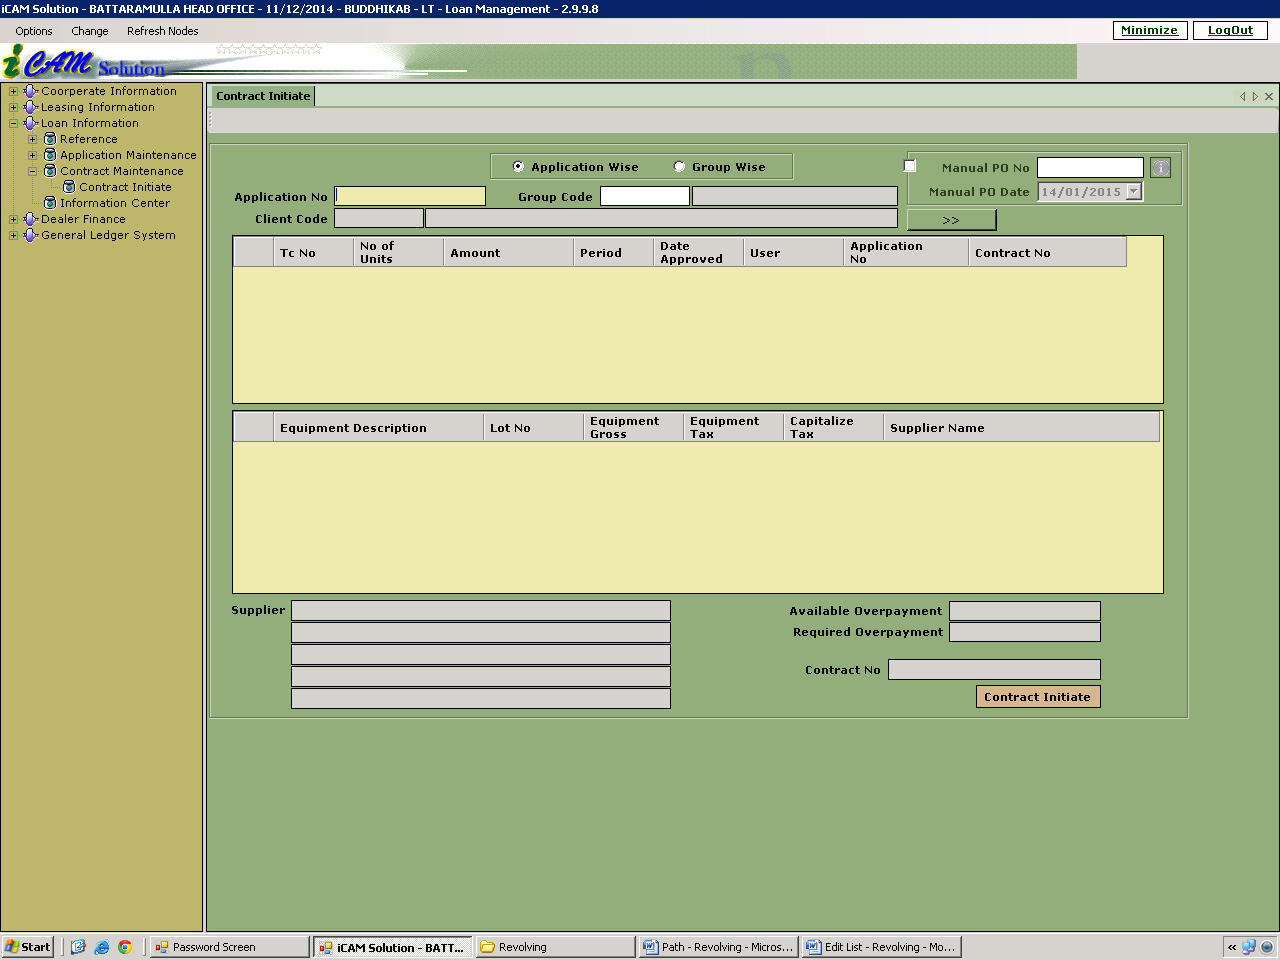 iCAM Solution - BATTARAMULLA HEAD OFFICE - 11/12/2014 - BUDDHIKAB - LT - Loan Management - 2.9.9.8
Options Change Refresh Nodes Minimize LogOut
iCAM Solution
Coorperate Information
Leasing Information
Loan Information
Reference
Application Maintenance
Contract Maintenance
Contract Initiate
Information Center
Dealer Finance
General Ledger System
Contract Initiate
Application Wise Group Wise
Manual PO No
Manual PO Date 14/01/2015
Application No Group Code
Client Code >>
Tc No No of Units Amount Period Date Approved User Application No Contract No
Equipment Description Lot No Equipment Gross Equipment Tax Capitalize Tax Supplier Name
Supplier Available Overpayment
Required Overpayment
Contract No
Contract Initiate
Start Password Screen iCAM Solution - BATT... Revolving Path - Revolving - Micros... Edit List - Revolving - Mo... «